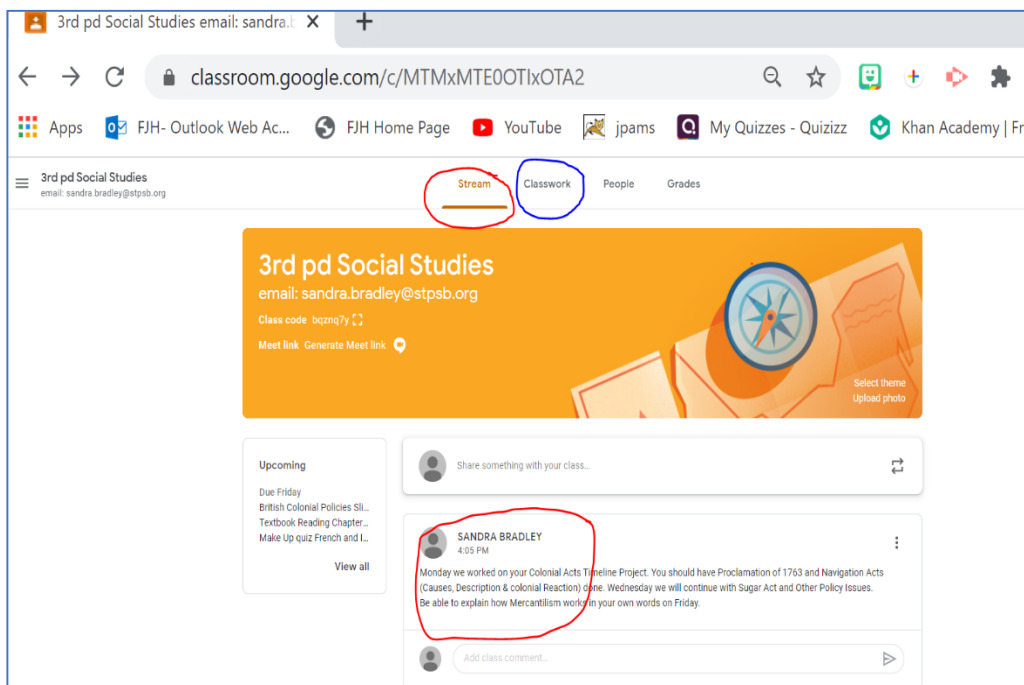 3rd pd Social Studies email: sandra.b
classroom.google.com/c/MTMxMTE0OTIxOTA2
Apps FJH- Outlook Web Ac... FJH Home Page YouTube jpams My Quizzes - Quizizz Khan Academy | Fr
3rd pd Social Studies
email: sandra.bradley@stpsb.org
Stream Classwork People Grades
3rd pd Social Studies
email: sandra.bradley@stpsb.org
Class code bqznq7y
Meet link Generate Meet link
Select theme
Upload photo
Upcoming
Due Friday
British Colonial Policies Sli...
Textbook Reading Chapter...
Make Up quiz French and I...
View all
Share something with your class...
SANDRA BRADLEY
4:05 PM
Monday we worked on your Colonial Acts Timeline Project. You should have Proclamation of 1763 and Navigation Acts
(Causes, Description & colonial Reaction) done. Wednesday we will continue with Sugar Act and Other Policy Issues.
Be able to explain how Mercantilism works in your own words on Friday.
Add class comment...